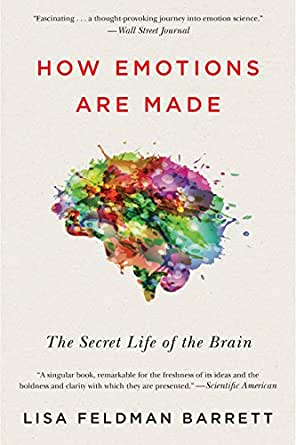 "Fascinating . . . a thought-provoking journey into emotion science."
—Wall Street Journal
HOW EMOTIONS
ARE MADE
The Secret Life of the Brain
"A singular book, remarkable for the freshness of its ideas and the
boldness and clarity with which they are presented."—Scientific American
LISA FELDMAN BARRETT